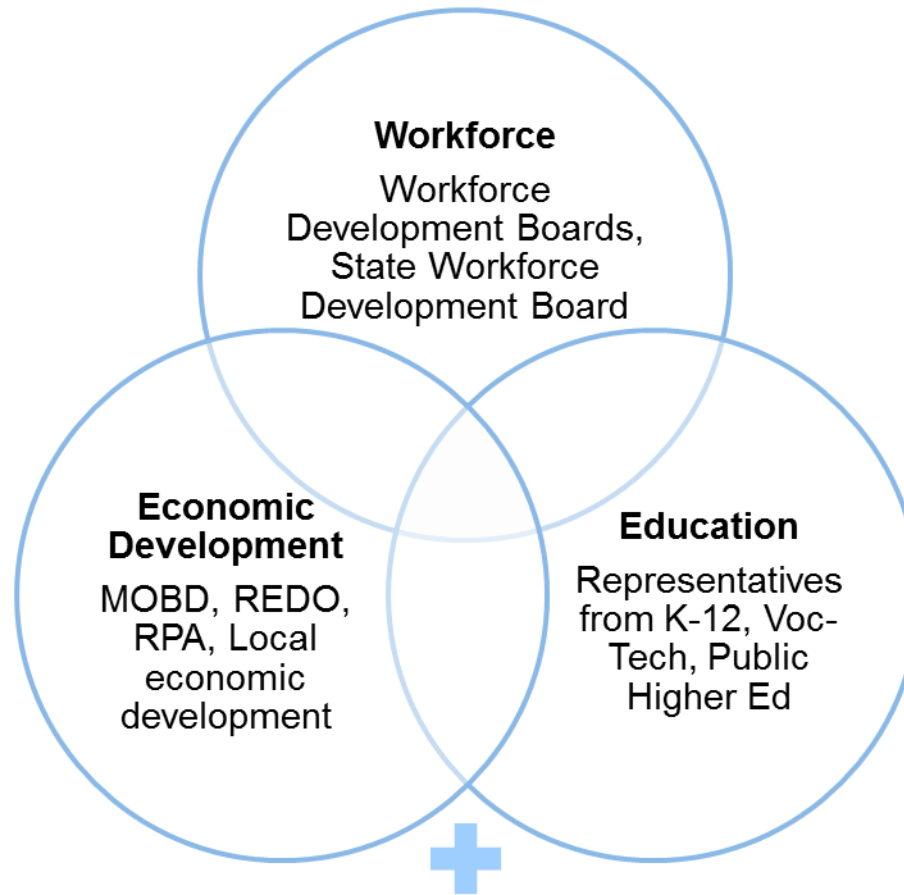 Workforce
Workforce
Development Boards,
State Workforce
Development Board
Economic
Development
MOBD, REDO,
RPA, Local
economic
development
Education
Representatives
from K-12, Voc-
Tech, Public
Higher Ed